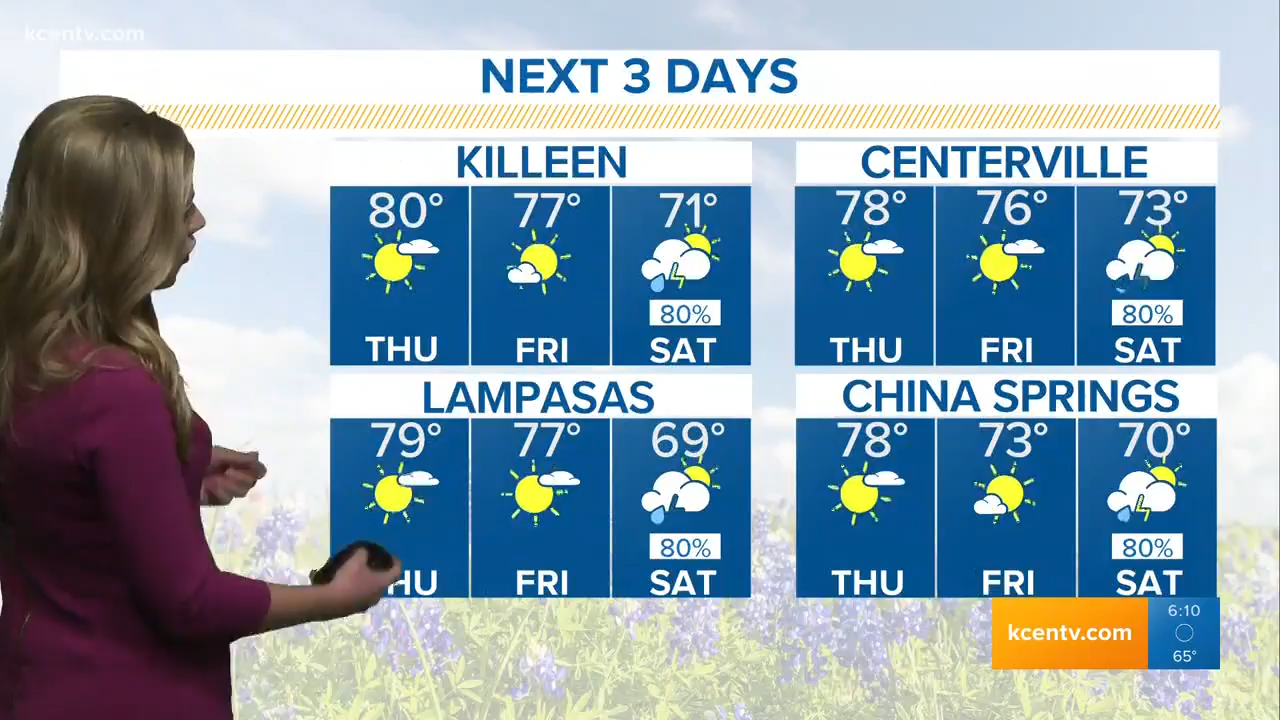 kcentv.com
NEXT 3 DAYS
KILLEEN
80° 77° 71°
80%
THU FRI SAT
CENTERVILLE
78° 76° 73°
80%
THU FRI SAT
LAMPASAS
79° 77° 69°
80%
HU FRI SAT
CHINA SPRINGS
78° 73° 70°
80%
THU FRI SAT
kcentv.com
6:10
65°